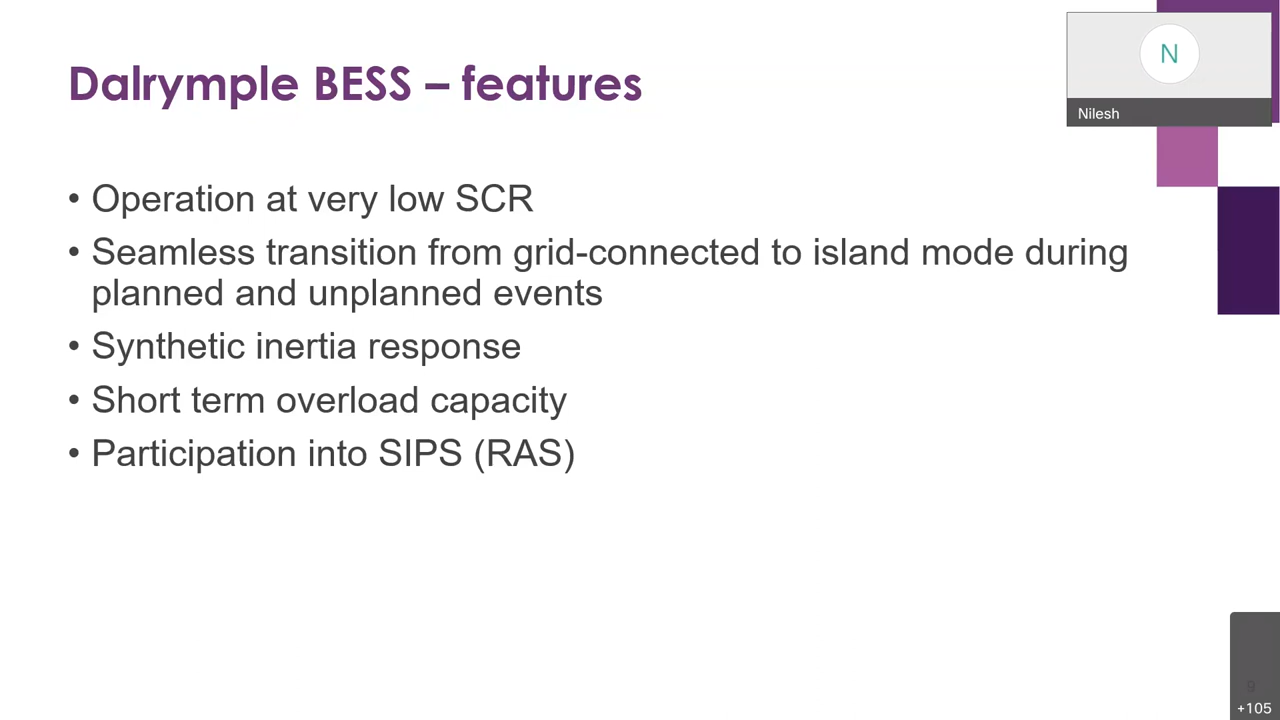 Dalrymple BESS – features
N
Nilesh
• Operation at very low SCR
• Seamless transition from grid-connected to island mode during
planned and unplanned events
• Synthetic inertia response
• Short term overload capacity
• Participation into SIPS (RAS)
9
+105